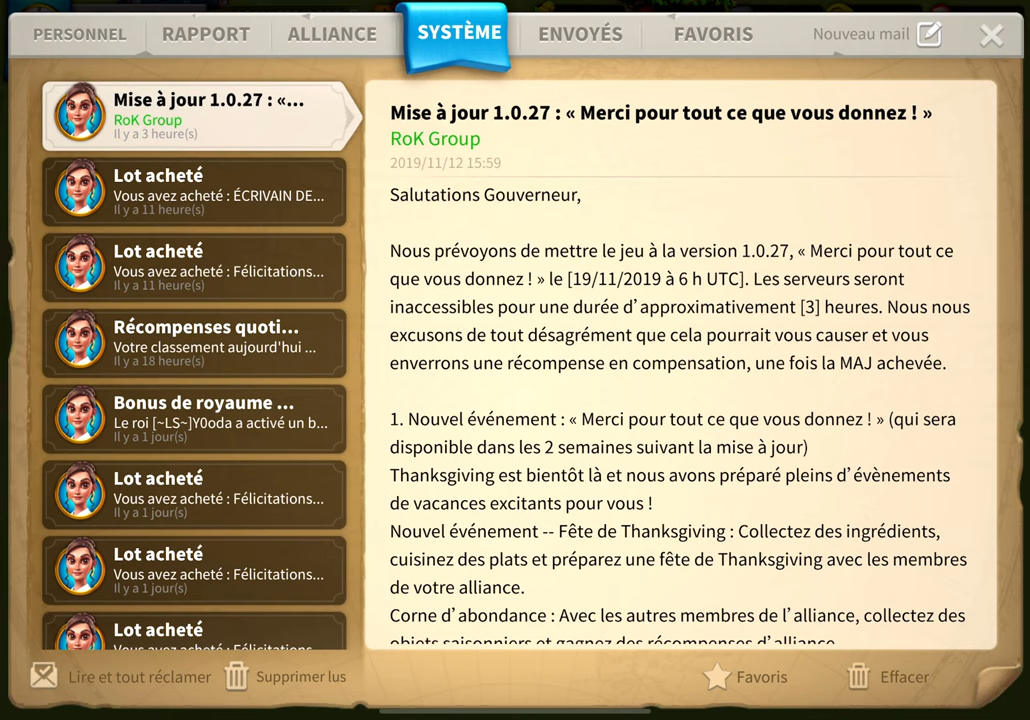 PERSONNEL
RAPPORT
ALLIANCE
SYSTÈME
ENVOYÉS
FAVORIS
Nouveau mail
Mise à jour 1.0.27 : «...
RoK Group
Il y a 3 heure(s)
Lot acheté
Vous avez acheté : ÉCRIVAIN DE...
Il y a 11 heure(s)
Lot acheté
Vous avez acheté : Félicitations...
Il y a 11 heure(s)
Récompenses quoti...
Votre classement aujourd'hui ...
Il y a 18 heure(s)
Bonus de royaume ...
Le roi [~LS~]Y0oda a activé un b...
Il y a 1 jour(s)
Lot acheté
Vous avez acheté : Félicitations...
Il y a 1 jour(s)
Lot acheté
Vous avez acheté : Félicitations...
Il y a 1 jour(s)
Lot acheté
Vous avez acheté : Félicitations...
Mise à jour 1.0.27 : « Merci pour tout ce que vous donnez ! »
RoK Group
2019/11/12 15:59
Salutations Gouverneur,
Nous prévoyons de mettre le jeu à la version 1.0.27, « Merci pour tout ce
que vous donnez ! » le [19/11/2019 à 6 h UTC]. Les serveurs seront
inaccessibles pour une durée d'approximativement [3] heures. Nous nous
excusons de tout désagrément que cela pourrait vous causer et vous
enverrons une récompense en compensation, une fois la MAJ achevée.
1. Nouvel événement : « Merci pour tout ce que vous donnez ! » (qui sera
disponible dans les 2 semaines suivant la mise à jour)
Thanksgiving est bientôt là et nous avons préparé pleins d'évènements
de vacances excitants pour vous !
Nouvel événement -- Fête de Thanksgiving : Collectez des ingrédients,
cuisinez des plats et préparez une fête de Thanksgiving avec les membres
de votre alliance.
Corne d'abondance : Avec les autres membres de l'alliance, collectez des
objets saisonniers et gagnez des récompenses d'alliance
Lire et tout réclamer
Supprimer lus
Favoris
Effacer